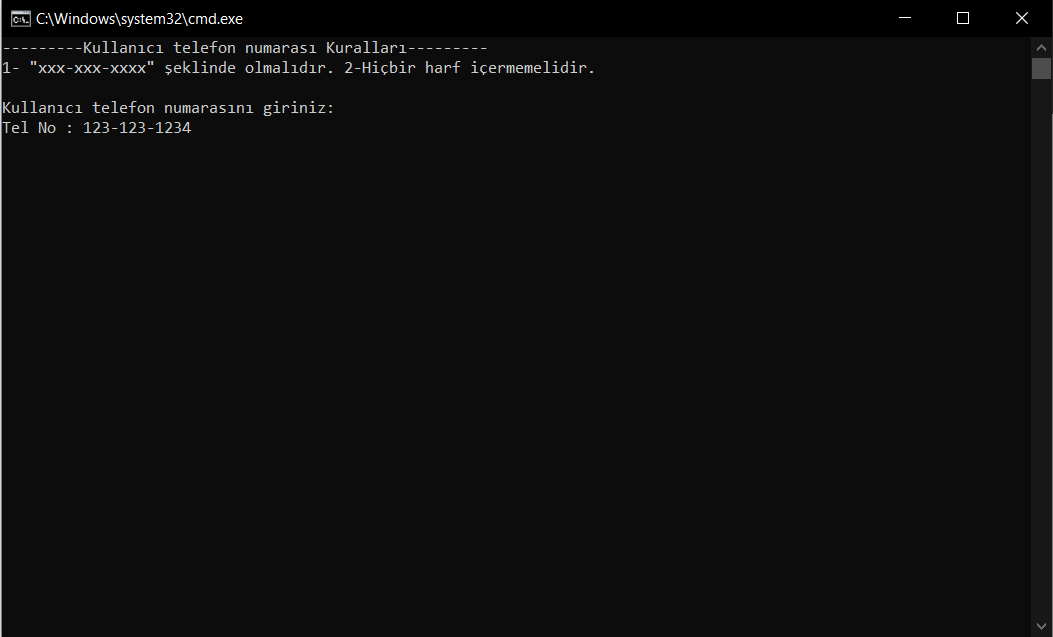 C:\Windows\system32\cmd.exe
---------Kullanıcı telefon numarası Kuralları---------
1- "xxx-xxx-xxxx" şeklinde olmalıdır. 2-Hiçbir harf içermemelidir.
Kullanıcı telefon numarasını giriniz:
Tel No : 123-123-1234